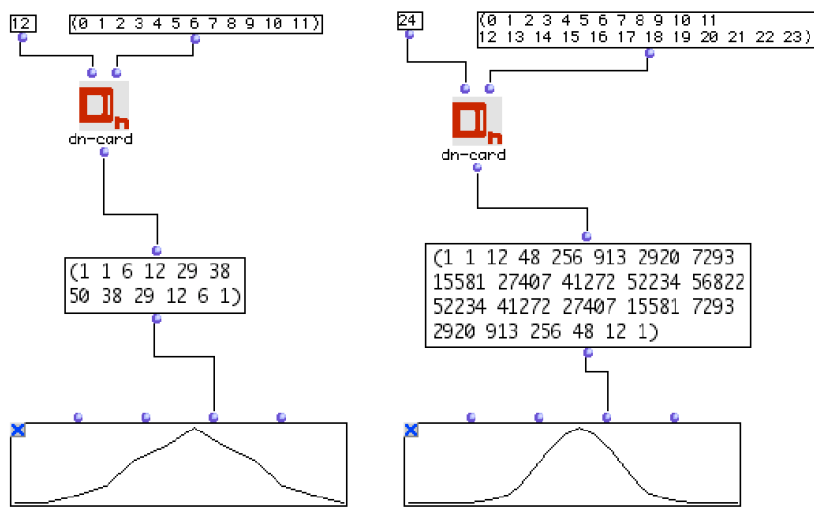 12
(0 1 2 3 4 5 6 7 8 9 10 11)
n
dn-card
(1 1 6 12 29 38
50 38 29 12 6 1)
24
(0 1 2 3 4 5 6 7 8 9 10 11
12 13 14 15 16 17 18 19 20 21 22 23)
n
dn-card
(1 1 12 48 256 913 2920 7293
15581 27407 41272 52234 56822
52234 41272 27407 15581 7293
2920 913 256 48 12 1)